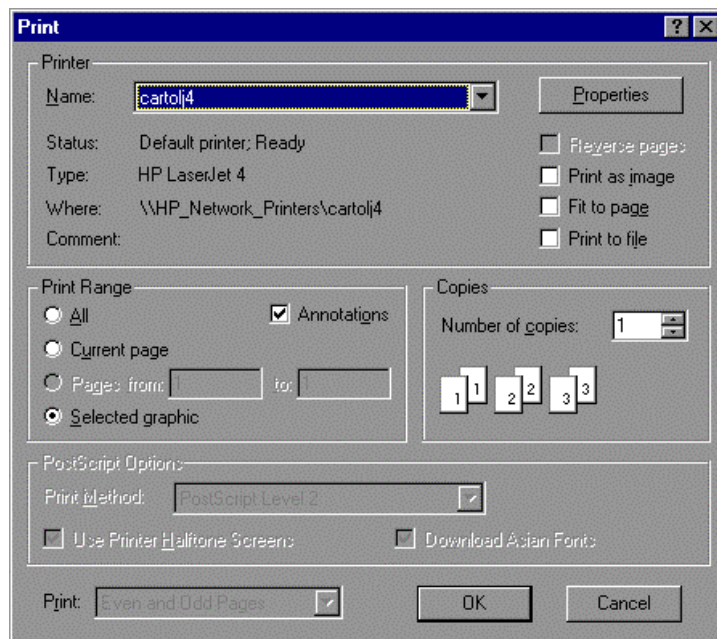 Print
Printer
Name: cartolj4 Properties
Status: Default printer; Ready Reverse pages
Type: HP LaserJet 4 Print as image
Where: \\HP_Network_Printers\cartolj4 Fit to page
Comment: Print to file
Print Range
All Annotations
Current page
Pages from: 1 to: 1
Selected graphic
Copies
Number of copies: 1
1 1 2 2 3 3
PostScript Options
Print Method: PostScript Level 2
Use Printer Halftone Screens Download Asian Fonts
Print: Even and Odd Pages OK Cancel